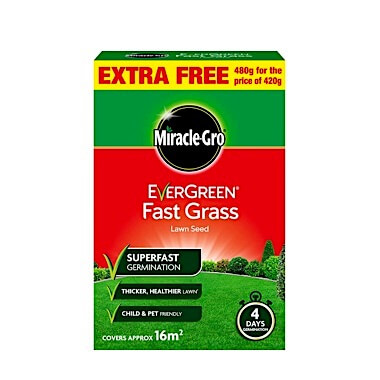 EXTRA FREE 480g for the
price of 420g
Miracle-Gro®
EVERGREEN®
Fast Grass
Lawn Seed
SUPERFAST
GERMINATION
THICKER, HEALTHIER LAWN*
CHILD & PET FRIENDLY
COVERS APPROX 16m²
4
DAYS
GERMINATION